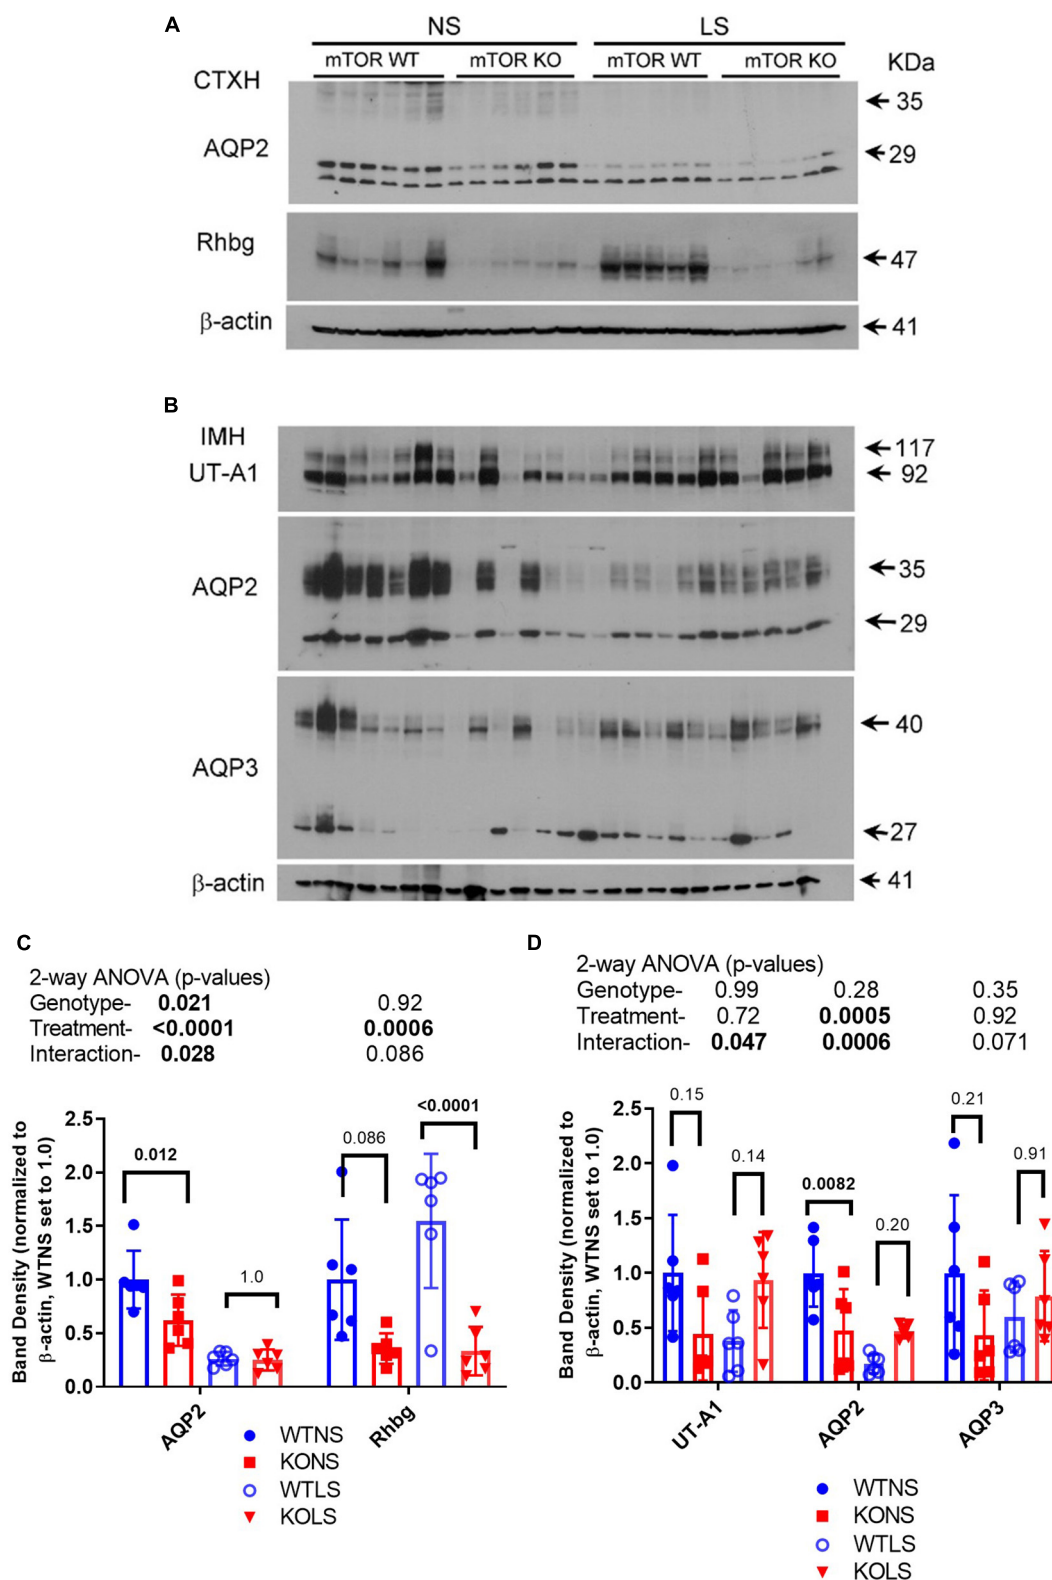 A
NS LS
mTOR WT mTOR KO mTOR WT mTOR KO KDa
CTXH
35
AQP2
29
Rhbg
47
β-actin
41
B
IMH
117
UT-A1
92
AQP2
35
29
AQP3
40
27
β-actin
41
C
2-way ANOVA (p-values)
Genotype- 0.021 0.92
Treatment- <0.0001 0.0006
Interaction- 0.028 0.086
Band Density (normalized to
β-actin, WTNS set to 1.0)
2.5
2.0
1.5
1.0
0.5
0.0
0.012
1.0
0.086
<0.0001
AQP2
Rhbg
WTNS
KONS
WTLS
KOLS
D
2-way ANOVA (p-values)
Genotype- 0.99 0.28 0.35
Treatment- 0.72 0.0005 0.92
Interaction- 0.047 0.0006 0.071
Band Density (normalized to
β-actin, WTNS set to 1.0)
2.5
2.0
1.5
1.0
0.5
0.0
0.15
0.14
0.0082
0.20
0.21
0.91
UT-A1
AQP2
AQP3
WTNS
KONS
WTLS
KOLS